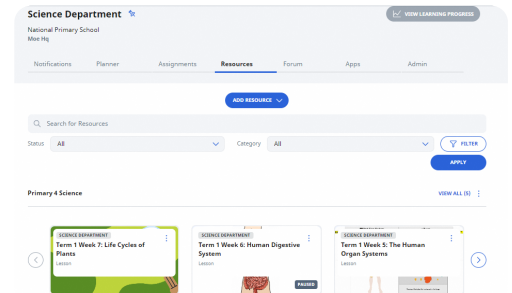 Science Department
VIEW LEARNING PROGRESS
National Primary School
Moe Hq
Notifications
Planner
Assignments
Resources
Forum
Apps
Admin
ADD RESOURCE
Search for Resources
Status
All
Category
All
FILTER
APPLY
Primary 4 Science
VIEW ALL (5)
SCIENCE DEPARTMENT
Term 1 Week 7: Life Cycles of
Plants
Lesson
SCIENCE DEPARTMENT
Term 1 Week 6: Human Digestive
System
Lesson
PAUSED
SCIENCE DEPARTMENT
Term 1 Week 5: The Human
Organ Systems
Lesson